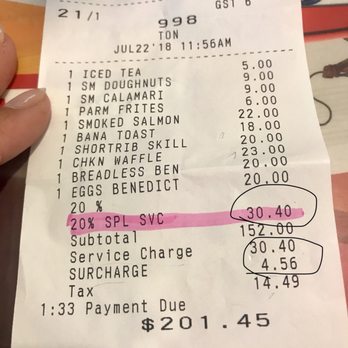 GST 6
21/1
998
TON
JUL22'18 11:56AM
1 ICED TEA 5.00
1 SM DOUGHNUTS 9.00
1 SM CALAMARI 9.00
1 PARM FRITES 6.00
1 SMOKED SALMON 22.00
1 BANA TOAST 18.00
1 SHORTRIB SKILL 20.00
1 CHKN WAFFLE 23.00
1 BREADLESS BEN 20.00
1 EGGS BENEDICT 20.00
20 %
20% SPL SVC 30.40
Subtotal 152.00
Service Charge 30.40
SURCHARGE 4.56
Tax 14.49
1:33 Payment Due
$201.45